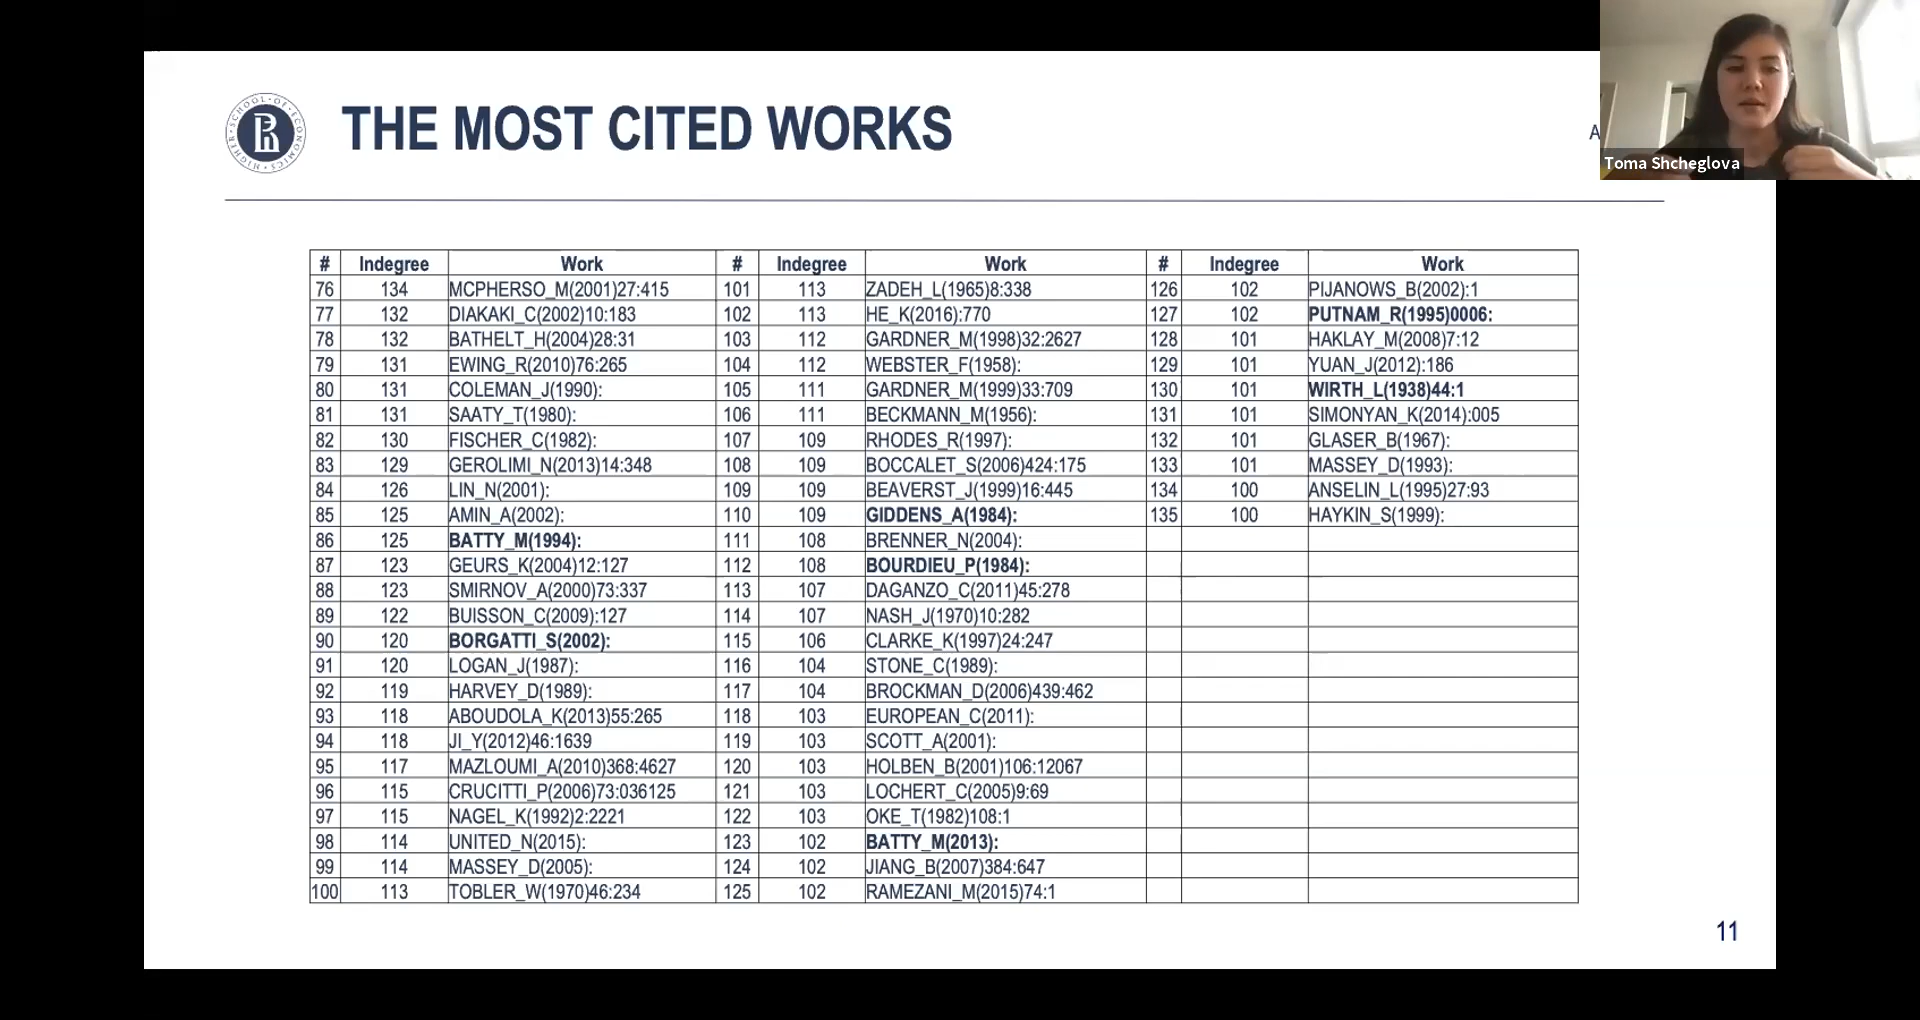 THE MOST CITED WORKS
A
Toma Shcheglova
HIGHER SCHOOL OF ECONOMICS
# Indegree Work # Indegree Work # Indegree Work
76 134 MCPHERSO_M(2001)27:415 101 113 ZADEH_L(1965)8:338 126 102 PIJANOWS_B(2002):1
77 132 DIAKAKI_C(2002)10:183 102 113 HE_K(2016):770 127 102 PUTNAM_R(1995)0006:
78 132 BATHELT_H(2004)28:31 103 112 GARDNER_M(1998)32:2627 128 101 HAKLAY_M(2008)7:12
79 131 EWING_R(2010)76:265 104 112 WEBSTER_F(1958): 129 101 YUAN_J(2012):186
80 131 COLEMAN_J(1990): 105 111 GARDNER_M(1999)33:709 130 101 WIRTH_L(1938)44:1
81 131 SAATY_T(1980): 106 111 BECKMANN_M(1956): 131 101 SIMONYAN_K(2014):005
82 130 FISCHER_C(1982): 107 109 RHODES_R(1997): 132 101 GLASER_B(1967):
83 129 GEROLIMI_N(2013)14:348 108 109 BOCCALET_S(2006)424:175 133 101 MASSEY_D(1993):
84 126 LIN_N(2001): 109 109 BEAVERST_J(1999)16:445 134 100 ANSELIN_L(1995)27:93
85 125 AMIN_A(2002): 110 109 GIDDENS_A(1984): 135 100 HAYKIN_S(1999):
86 125 BATTY_M(1994): 111 108 BRENNER_N(2004):
87 123 GEURS_K(2004)12:127 112 108 BOURDIEU_P(1984):
88 123 SMIRNOV_A(2000)73:337 113 107 DAGANZO_C(2011)45:278
89 122 BUISSON_C(2009):127 114 107 NASH_J(1970)10:282
90 120 BORGATTI_S(2002): 115 106 CLARKE_K(1997)24:247
91 120 LOGAN_J(1987): 116 104 STONE_C(1989):
92 119 HARVEY_D(1989): 117 104 BROCKMAN_D(2006)439:462
93 118 ABOUDOLA_K(2013)55:265 118 103 EUROPEAN_C(2011):
94 118 JI_Y(2012)46:1639 119 103 SCOTT_A(2001):
95 117 MAZLOUMI_A(2010)368:4627 120 103 HOLBEN_B(2001)106:12067
96 115 CRUCITTI_P(2006)73:036125 121 103 LOCHERT_C(2005)9:69
97 115 NAGEL_K(1992)2:2221 122 103 OKE_T(1982)108:1
98 114 UNITED_N(2015): 123 102 BATTY_M(2013):
99 114 MASSEY_D(2005): 124 102 JIANG_B(2007)384:647
100 113 TOBLER_W(1970)46:234 125 102 RAMEZANI_M(2015)74:1
11